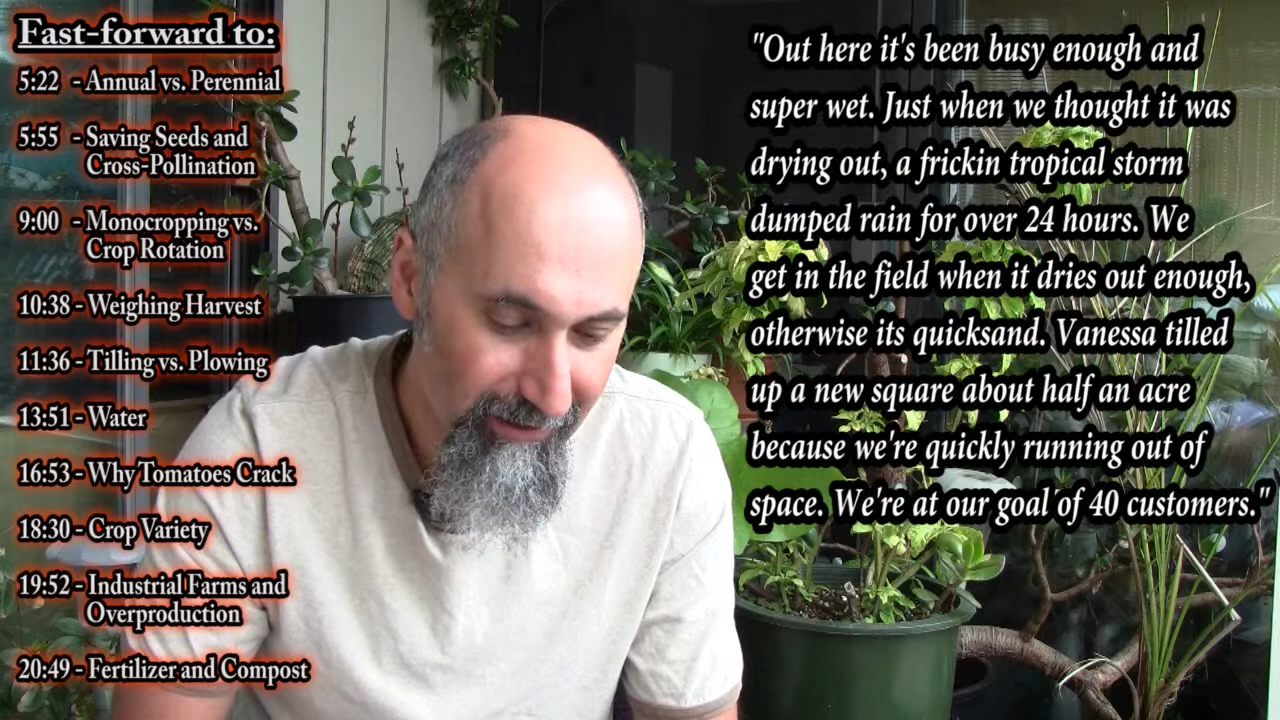 Fast-forward to:
5:22 - Annual vs. Perennial
5:55 - Saving Seeds and
Cross-Pollination
9:00 - Monocropping vs.
Crop Rotation
10:38 - Weighing Harvest
11:36 - Tilling vs. Plowing
13:51 - Water
16:53 - Why Tomatoes Crack
18:30 - Crop Variety
19:52 - Industrial Farms and
Overproduction
20:49 - Fertilizer and Compost
"Out here it's been busy enough and
super wet. Just when we thought it was
drying out, a frickin tropical storm
dumped rain for over 24 hours. We
get in the field when it dries out enough,
otherwise its quicksand. Vanessa tilled
up a new square about half an acre
because we're quickly running out of
space. We're at our goal of 40 customers."